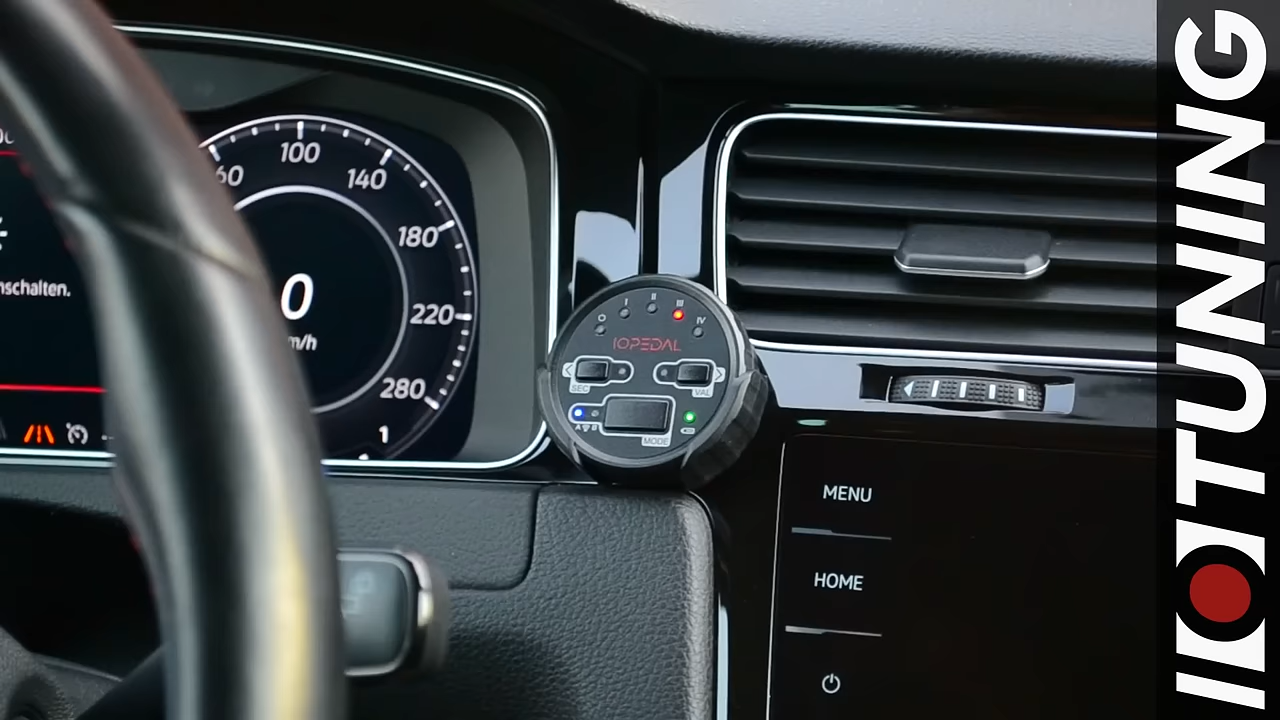 nschalten.
60
100
140
180
220
280
0
m/h
1
O
I
II
III
IV
IOPEDAL
SEC
VAL
A
B
MODE
MENU
HOME
IOTUNING